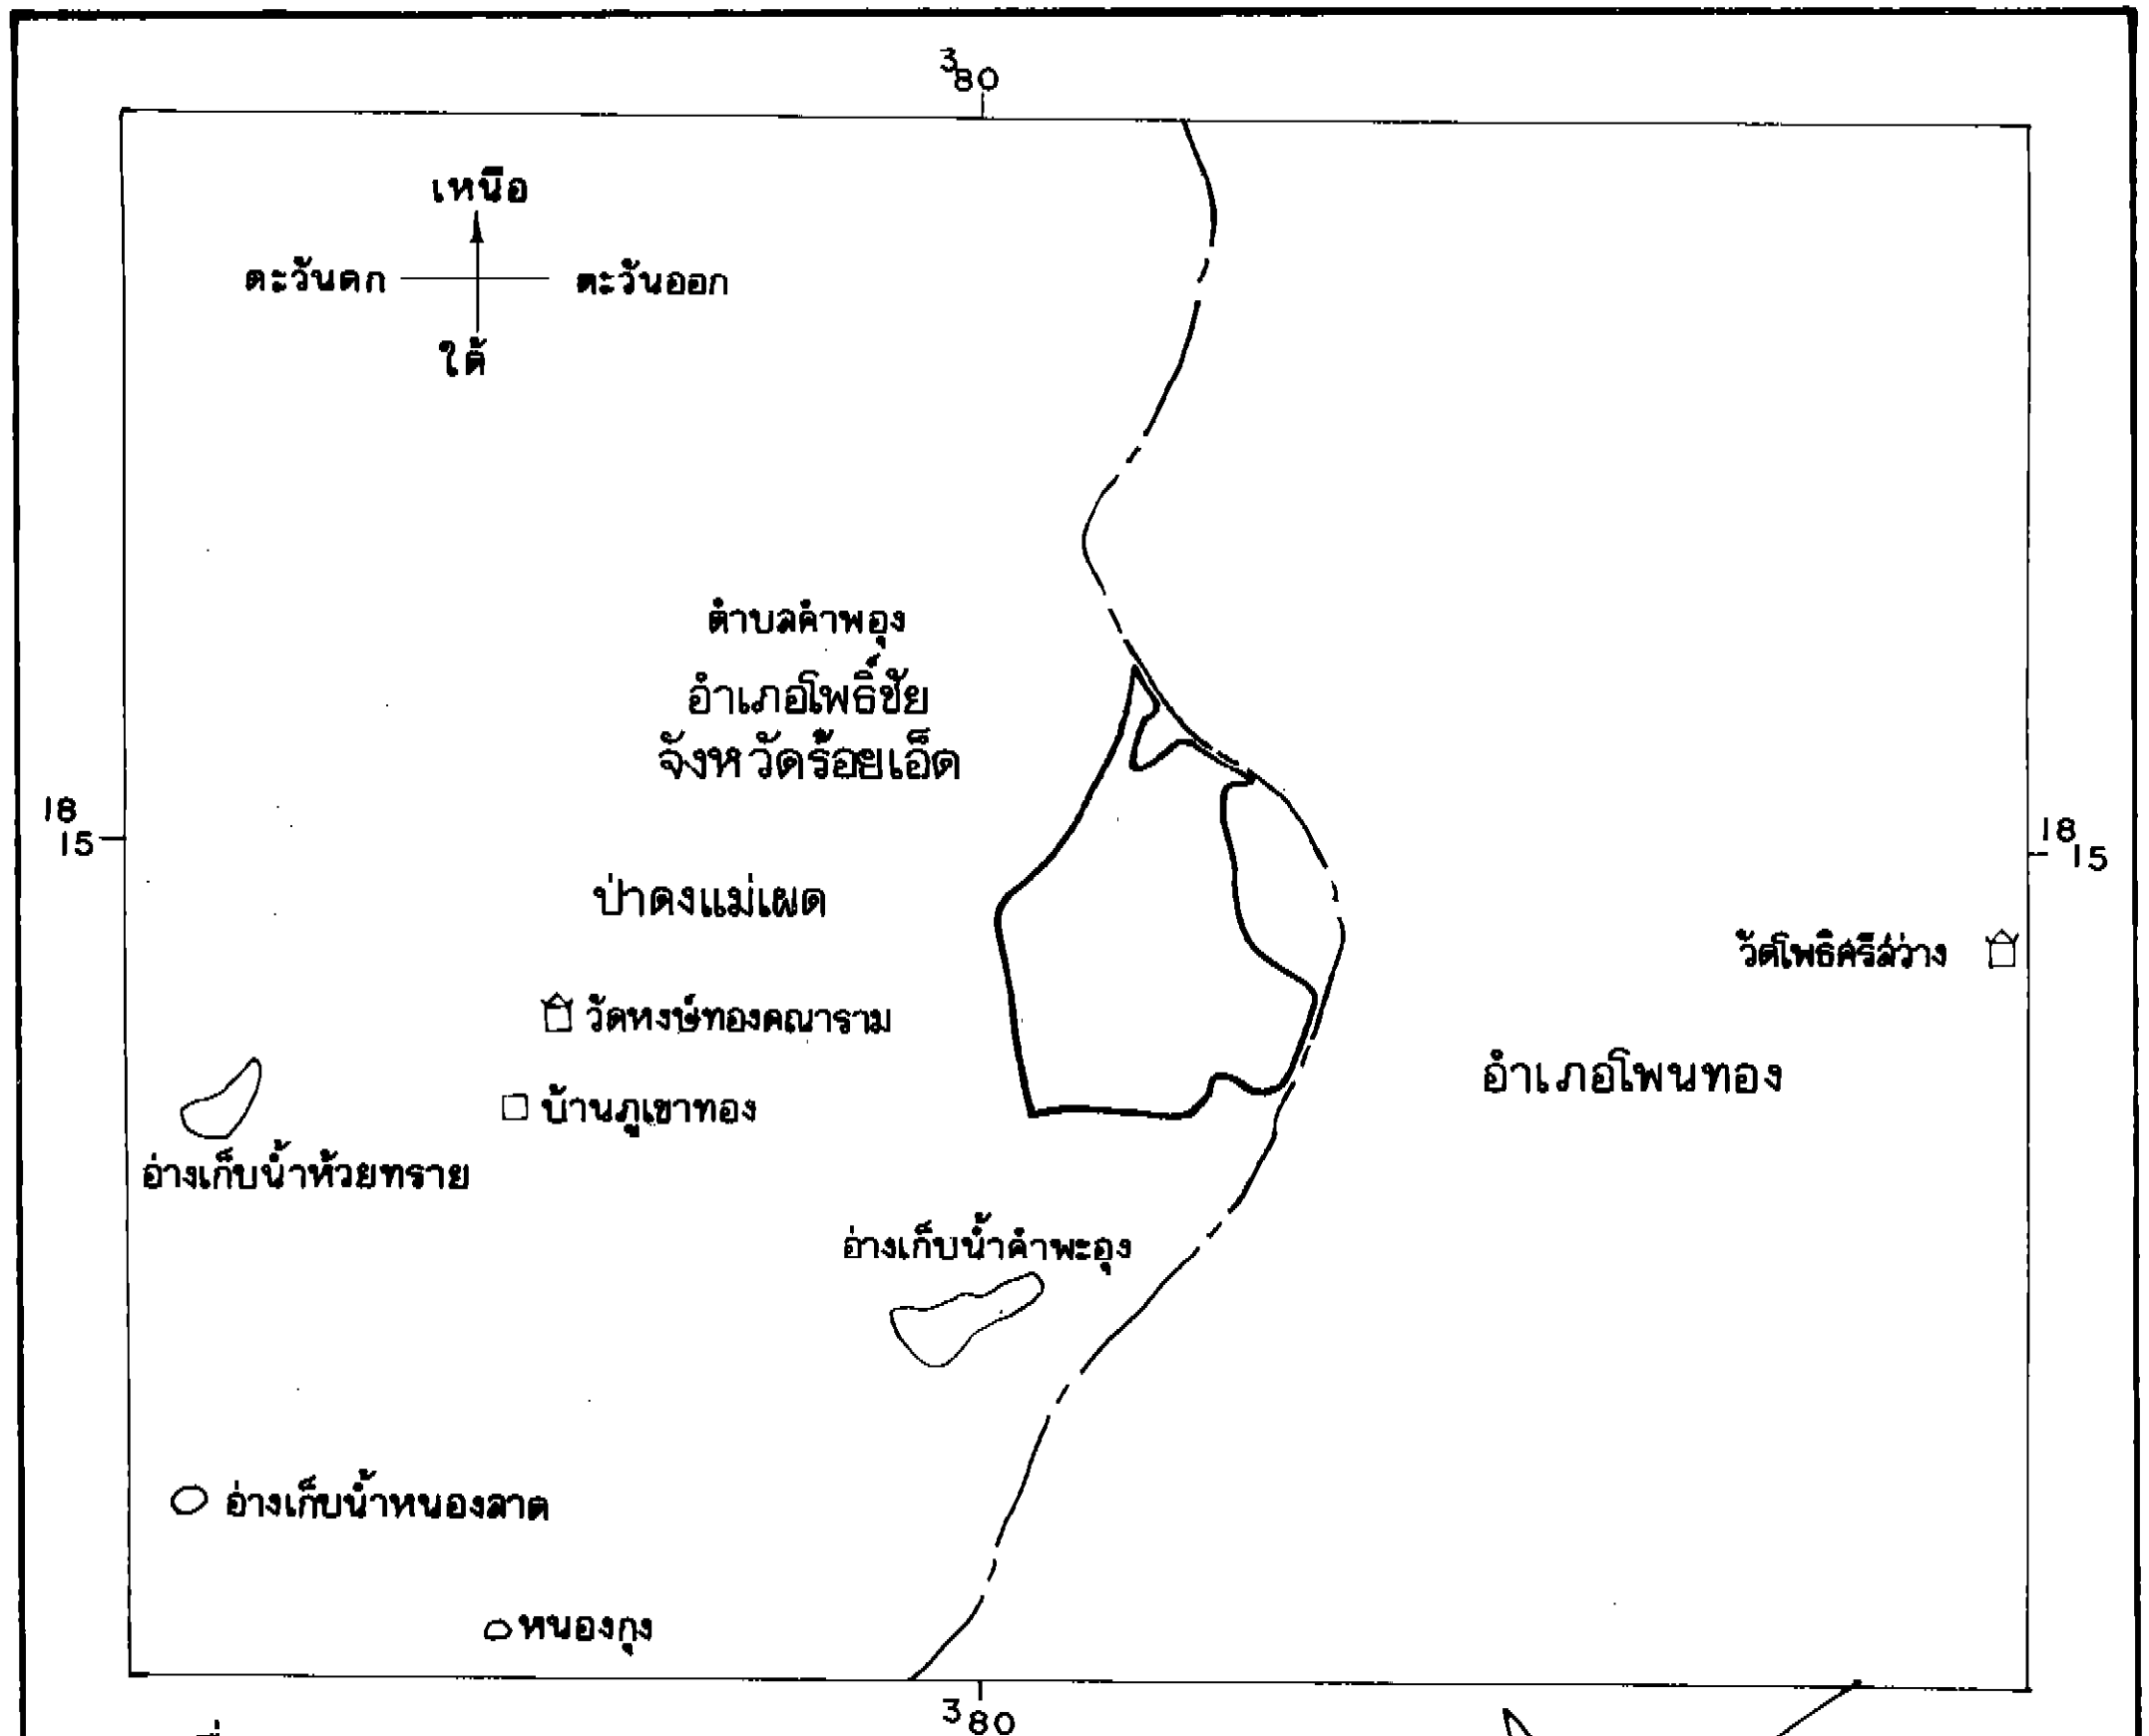 380
เหนือ
ตะวันตก ตะวันออก
ใต้
ตำบลคำพอุง
อำเภอโพธิ์ชัย
จังหวัดร้อยเอ็ด
18
15
18
15
ป่าดงแม่เผด
วัดโพธิศรีสว่าง
วัดหงษ์ทองคณาราม
อำเภอโพนทอง
บ้านภูเขาทอง
อ่างเก็บน้ำห้วยทราย
อ่างเก็บน้ำคำพะอุง
อ่างเก็บน้ำหนองลาด
หนองกุง
380